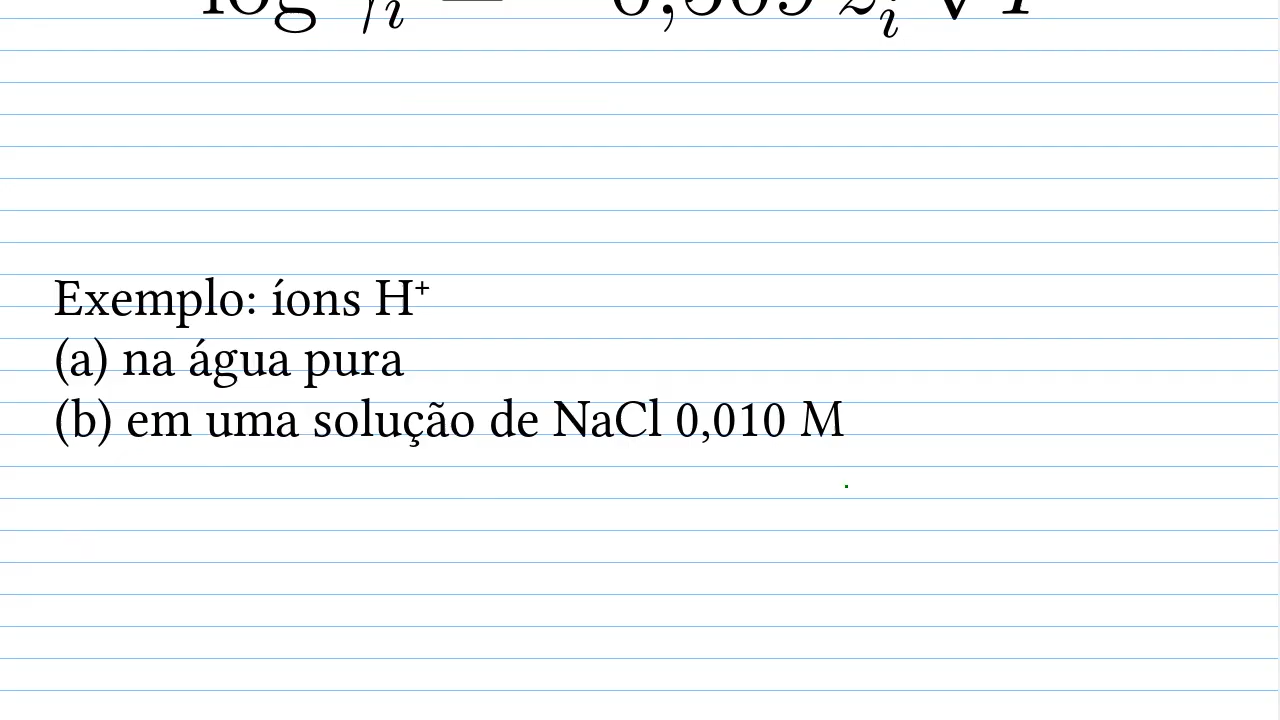 Exemplo: íons H⁺
(a) na água pura
(b) em uma solução de NaCl 0,010 M